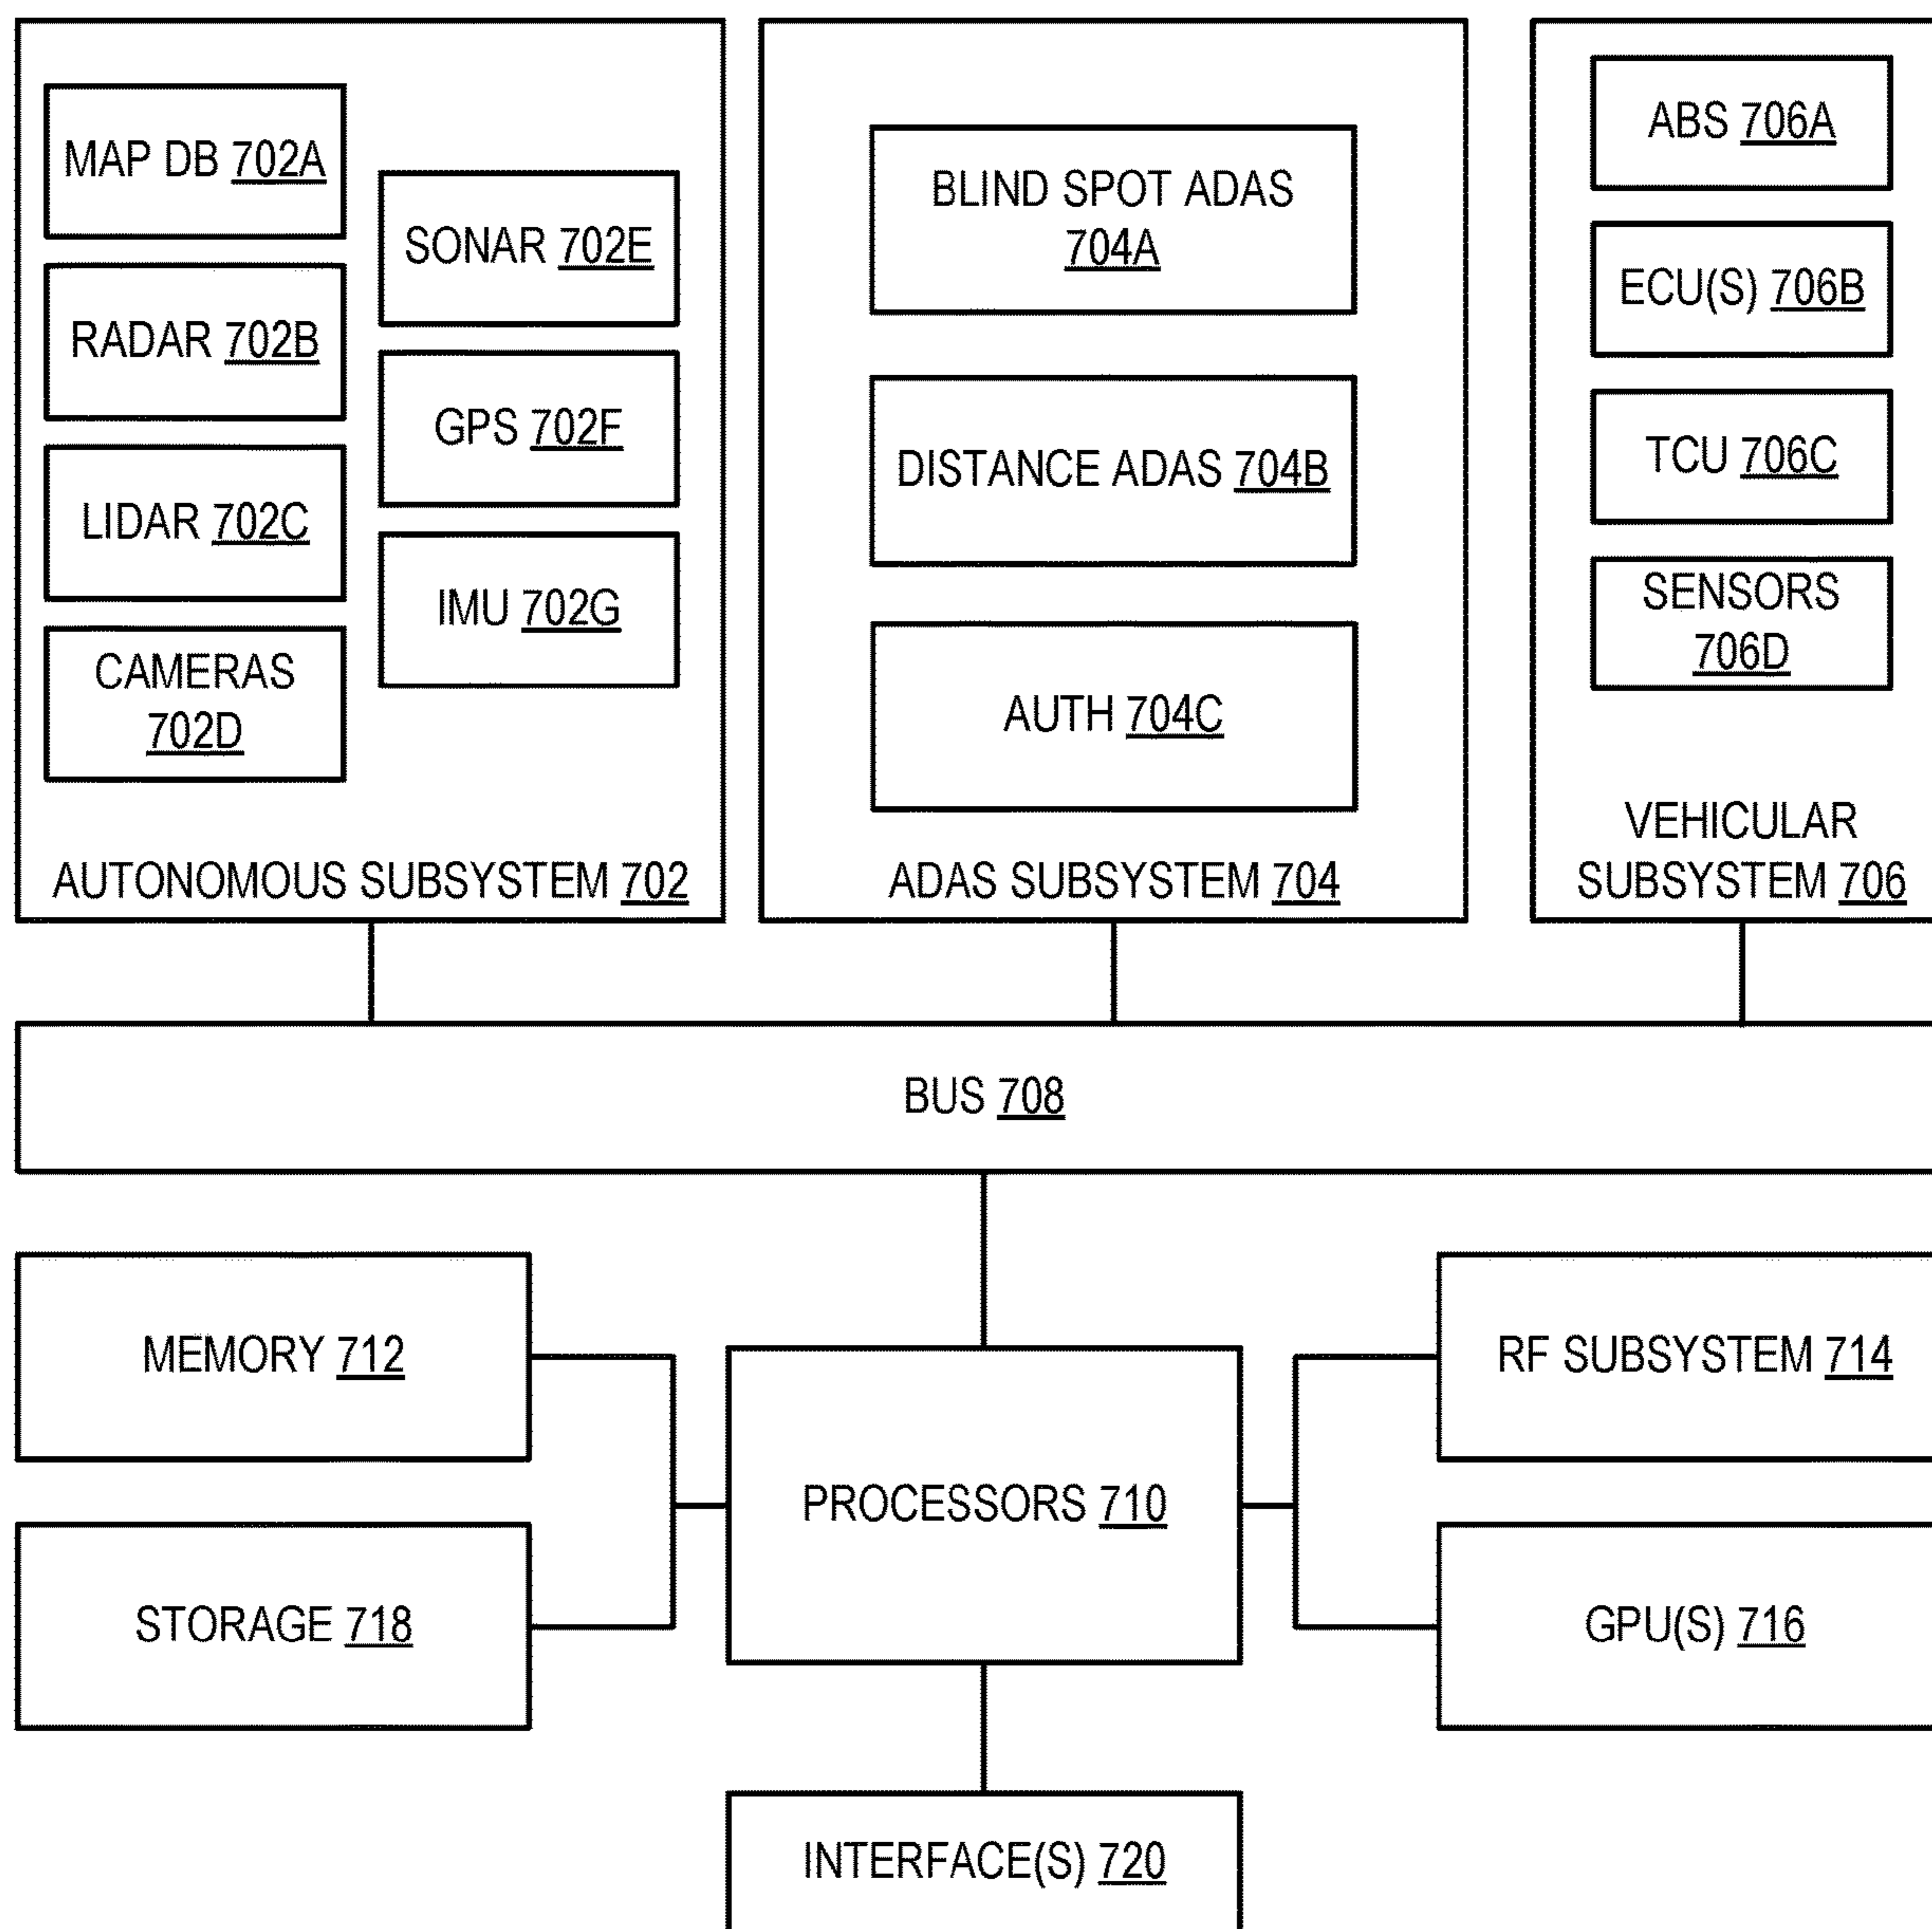 MAP DB 702A
RADAR 702B
LIDAR 702C
CAMERAS
702D
SONAR 702E
GPS 702F
IMU 702G
AUTONOMOUS SUBSYSTEM 702
BLIND SPOT ADAS
704A
DISTANCE ADAS 704B
AUTH 704C
ADAS SUBSYSTEM 704
ABS 706A
ECU(S) 706B
TCU 706C
SENSORS
706D
VEHICULAR
SUBSYSTEM 706
BUS 708
MEMORY 712
STORAGE 718
PROCESSORS 710
RF SUBSYSTEM 714
GPU(S) 716
INTERFACE(S) 720